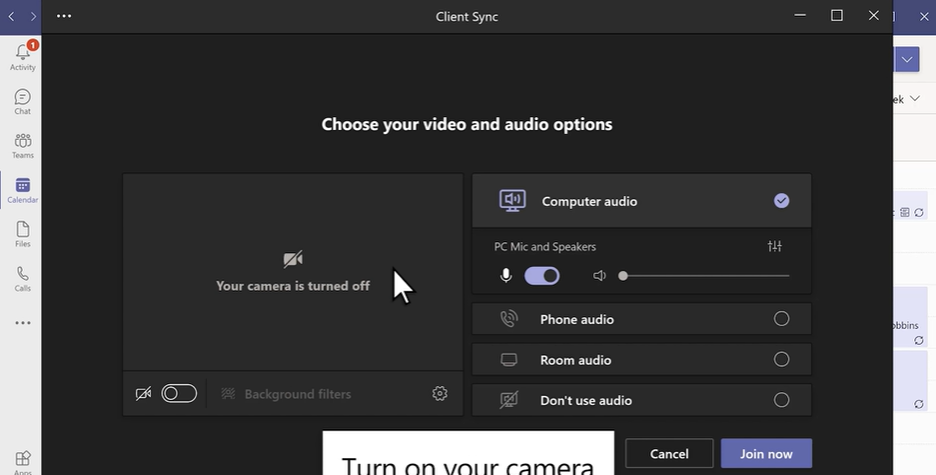 Client Sync
1
Activity
Chat
Teams
Calendar
Files
Calls
Apps
Choose your video and audio options
Your camera is turned off
Background filters
Computer audio
PC Mic and Speakers
Phone audio
Room audio
Don't use audio
Turn on your camera
Cancel
Join now
ek
obbins